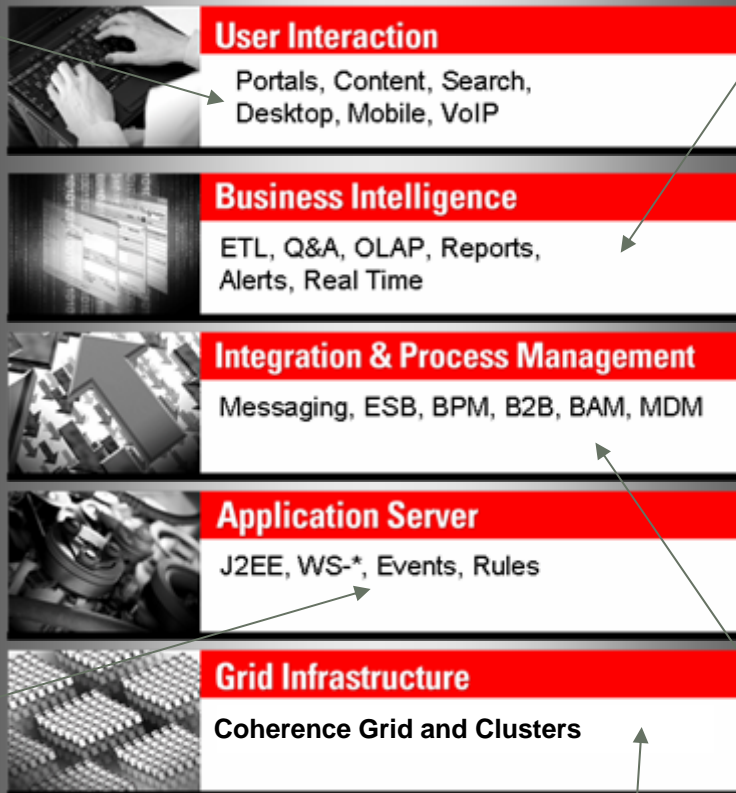 User Interaction
Portals, Content, Search,
Desktop, Mobile, VoIP
Business Intelligence
ETL, Q&A, OLAP, Reports,
Alerts, Real Time
Integration & Process Management
Messaging, ESB, BPM, B2B, BAM, MDM
Application Server
J2EE, WS-*, Events, Rules
Grid Infrastructure
Coherence Grid and Clusters